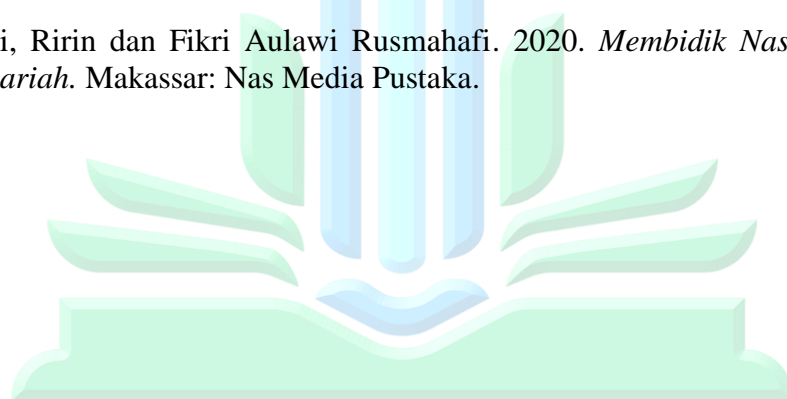 i, Ririn dan Fikri Aulawi Rusmahafi. 2020. Membidik Nas
ariah. Makassar: Nas Media Pustaka.